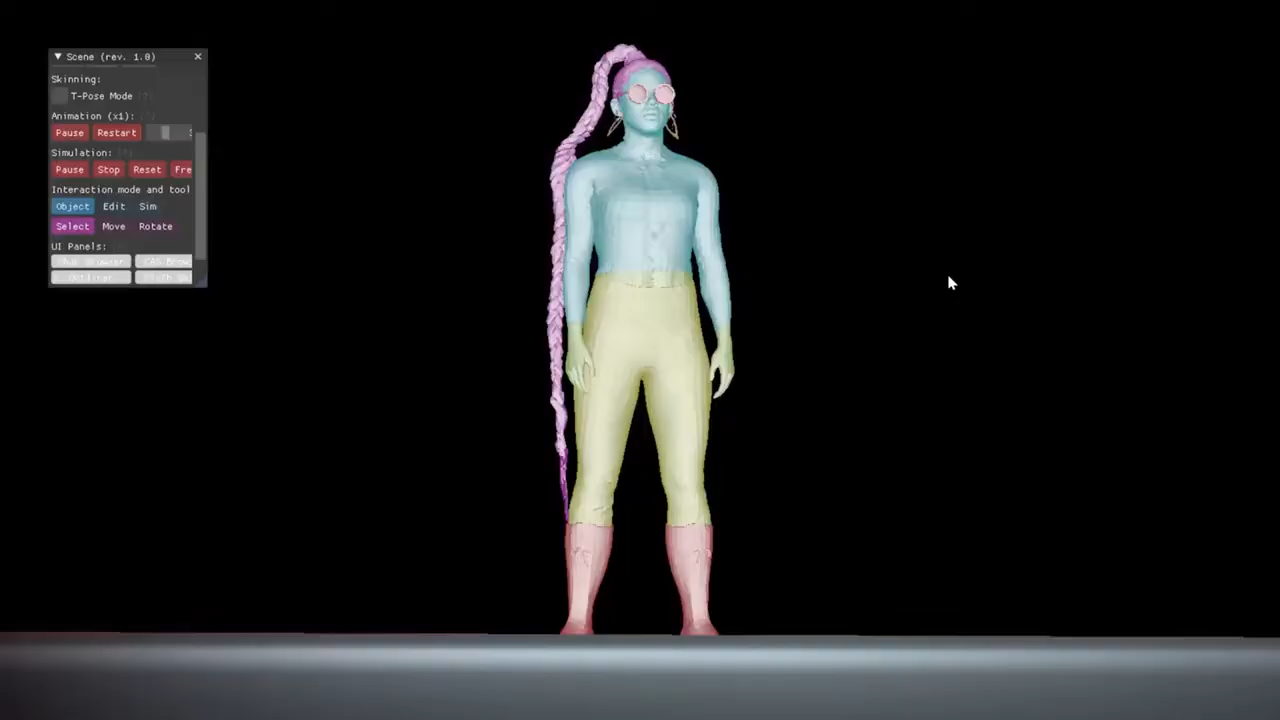 Scene (rev. 1.0)
Skinning:
T-Pose Mode (?)
Animation (x1):
Pause Restart
Simulation:
Pause Stop Reset Fre
Interaction mode and tool
Object Edit Sim
Select Move Rotate
UI Panels: